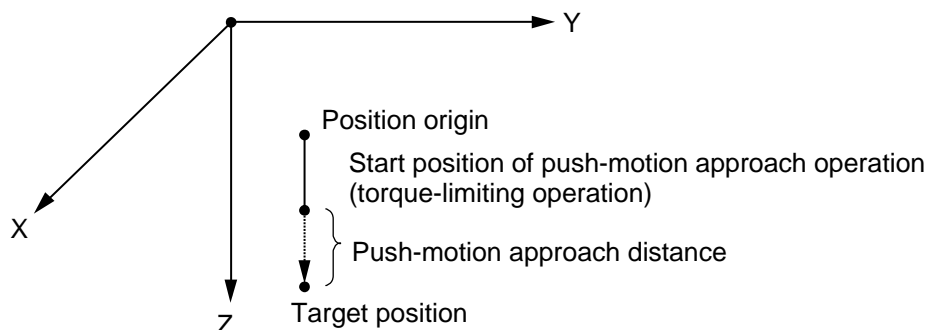 Y
Position origin
Start position of push-motion approach operation
(torque-limiting operation)
X
Push-motion approach distance
Target position
Z